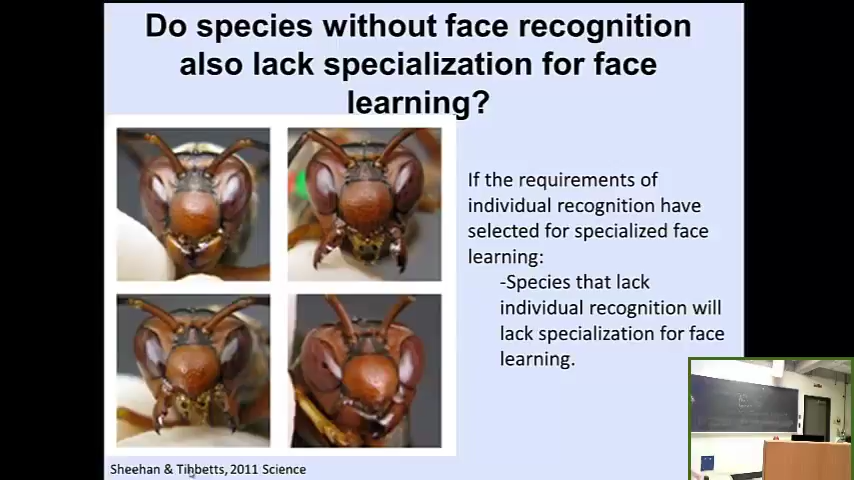 Do species without face recognition
also lack specialization for face
learning?
If the requirements of
individual recognition have
selected for specialized face
learning:
-Species that lack
individual recognition will
lack specialization for face
learning.
Sheehan & Tibbetts, 2011 Science